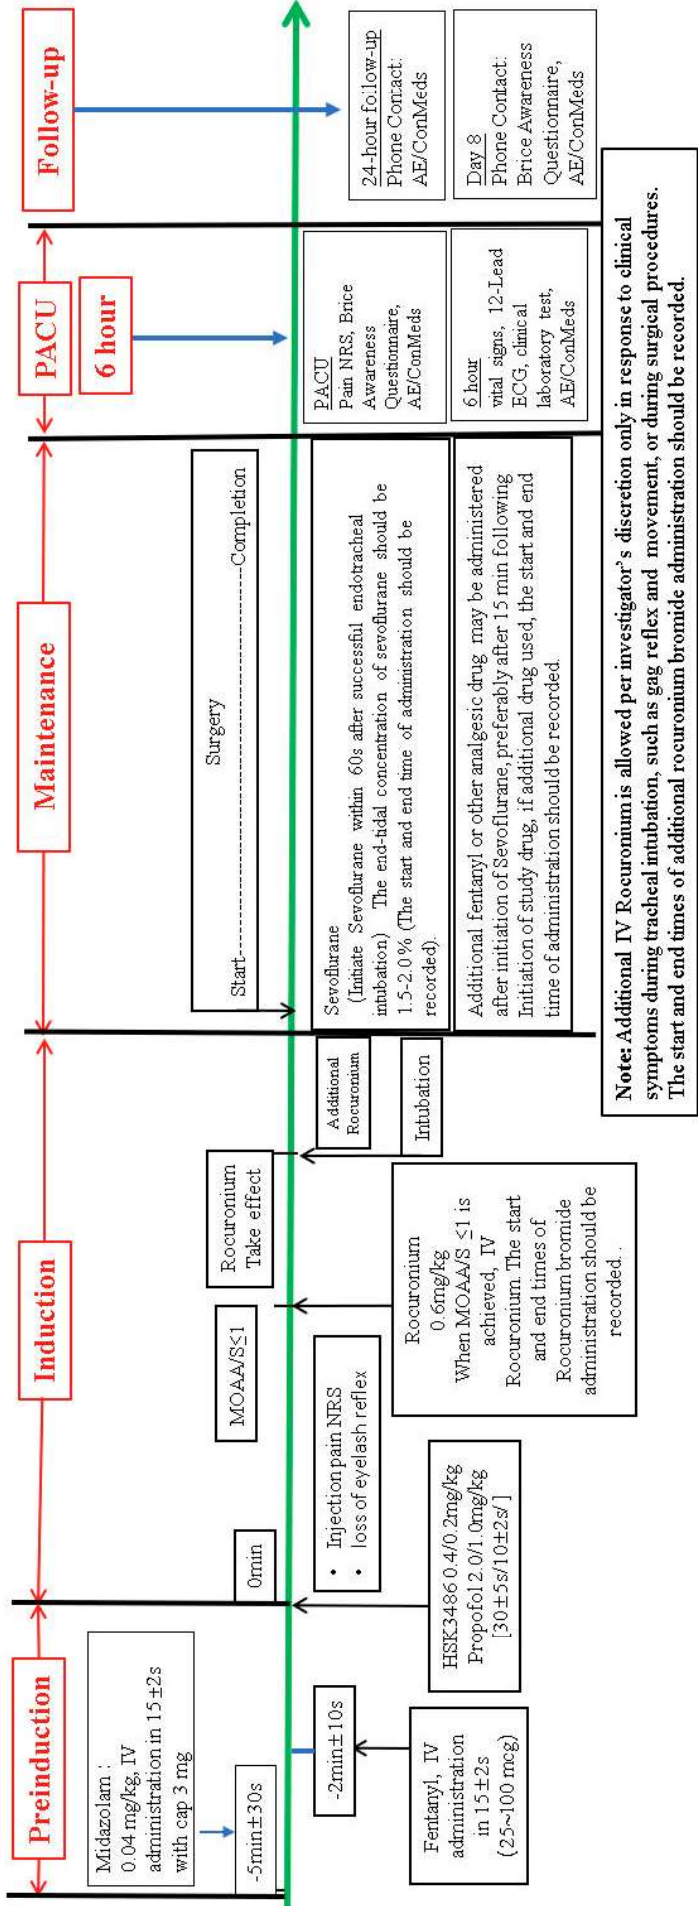 Preinduction
Midazolam :
0.04 mg/kg, IV
administration in 15±2s
with cap 3 mg
-5min±30s
-2min±10s
Fentanyl, IV
administration
in 15±2s
(25~100 mcg)
Induction
0min
MOAA/S≤1
Rocuronium
Take effect
• Injection pain NRS
• loss of eyelash reflex
HSK3486 0.4/0.2mg/kg
Propofol 2.0/1.0mg/kg
[30±5s/10±2s/]
Rocuronium
0.6mg/kg
When MOAA/S ≤1 is
achieved, IV
Rocuronium. The start
and end times of
Rocuronium bromide
administration should be
recorded. .
Additional
Rocuronium
Intubation
Maintenance
Surgery
Start----------------------------------------Completion
Sevoflurane
(Initiate Sevoflurane within 60s after successful endotracheal
intubation) The end-tidal concentration of sevoflurane should be
1.5-2.0% (The start and end time of administration should be
recorded).
Additional fentanyl or other analgesic drug may be administered
after initiation of Sevoflurane, preferably after 15 min following
Initiation of study drug, if additional drug used, the start and end
time of administration should be recorded.
PACU
6 hour
PACU
Pain NRS, Brice
Awareness
Questionnaire,
AE/ConMeds
6 hour
vital signs, 12-Lead
ECG, clinical
laboratory test,
AE/ConMeds
Follow-up
24-hour follow-up
Phone Contact:
AE/ConMeds
Day 8
Phone Contact:
Brice Awareness
Questionnaire,
AE/ConMeds
Note: Additional IV Rocuronium is allowed per investigator's discretion only in response to clinical
symptoms during tracheal intubation, such as gag reflex and movement, or during surgical procedures.
The start and end times of additional rocuronium bromide administration should be recorded.